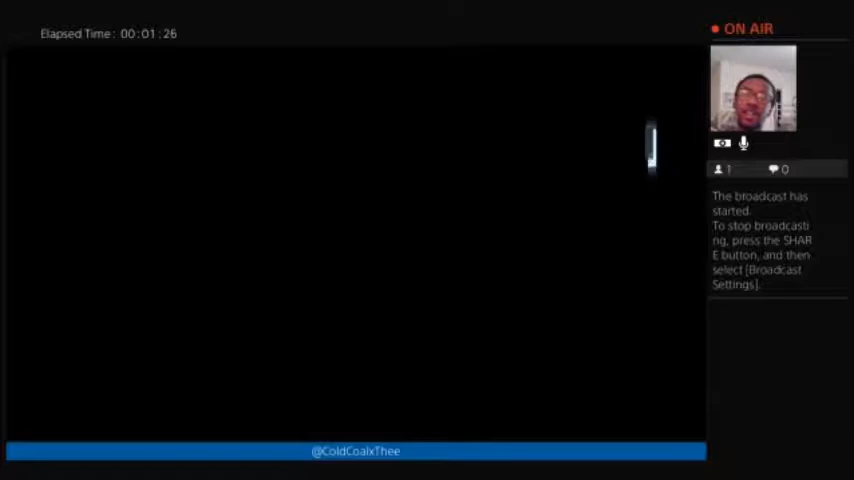 Elapsed Time: 00:01:26
ON AIR
1 0
The broadcast has
started.
To stop broadcasti
ng, press the SHAR
E button, and then
select [Broadcast
Settings].
@ColdCoalxThee